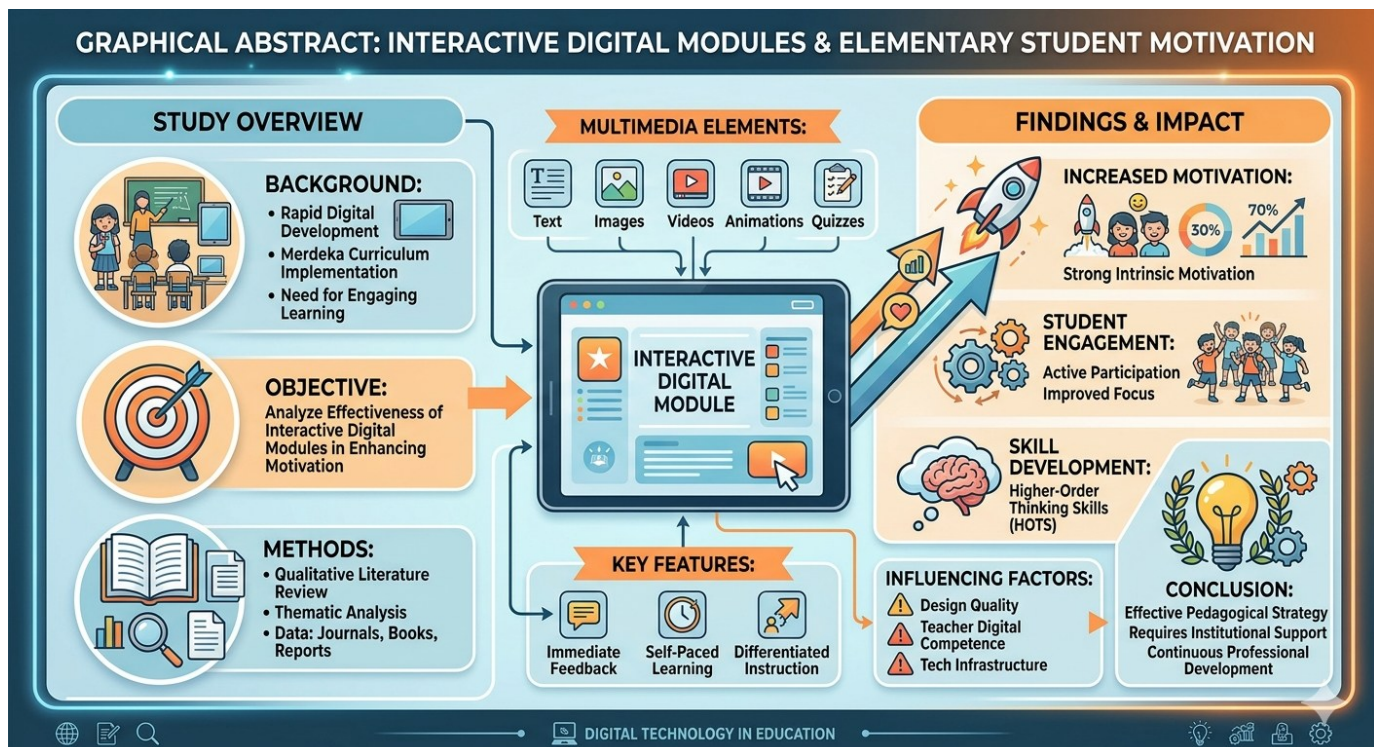 GRAPHICAL ABSTRACT: INTERACTIVE DIGITAL MODULES & ELEMENTARY STUDENT MOTIVATION
STUDY OVERVIEW
BACKGROUND:
• Rapid Digital
Development
• Merdeka Curriculum
Implementation
• Need for Engaging
Learning
OBJECTIVE:
Analyze Effectiveness of
Interactive Digital
Modules in Enhancing
Motivation
METHODS:
• Qualitative Literature
Review
• Thematic Analysis
• Data: Journals, Books,
Reports
MULTIMEDIA ELEMENTS:
T
Text
Images
Videos
Animations
Quizzes
INTERACTIVE
DIGITAL
MODULE
KEY FEATURES:
Immediate
Feedback
Self-Paced
Learning
Differentiated
Instruction
FINDINGS & IMPACT
INCREASED MOTIVATION:
30%
70%
Strong Intrinsic Motivation
STUDENT
ENGAGEMENT:
Active Participation
Improved Focus
SKILL
DEVELOPMENT:
Higher-Order
Thinking Skills
(HOTS)
INFLUENCING FACTORS:
Design Quality
Teacher Digital
Competence
Tech Infrastructure
CONCLUSION:
Effective Pedagogical Strategy
Requires Institutional Support
Continuous Professional
Development
DIGITAL TECHNOLOGY IN EDUCATION